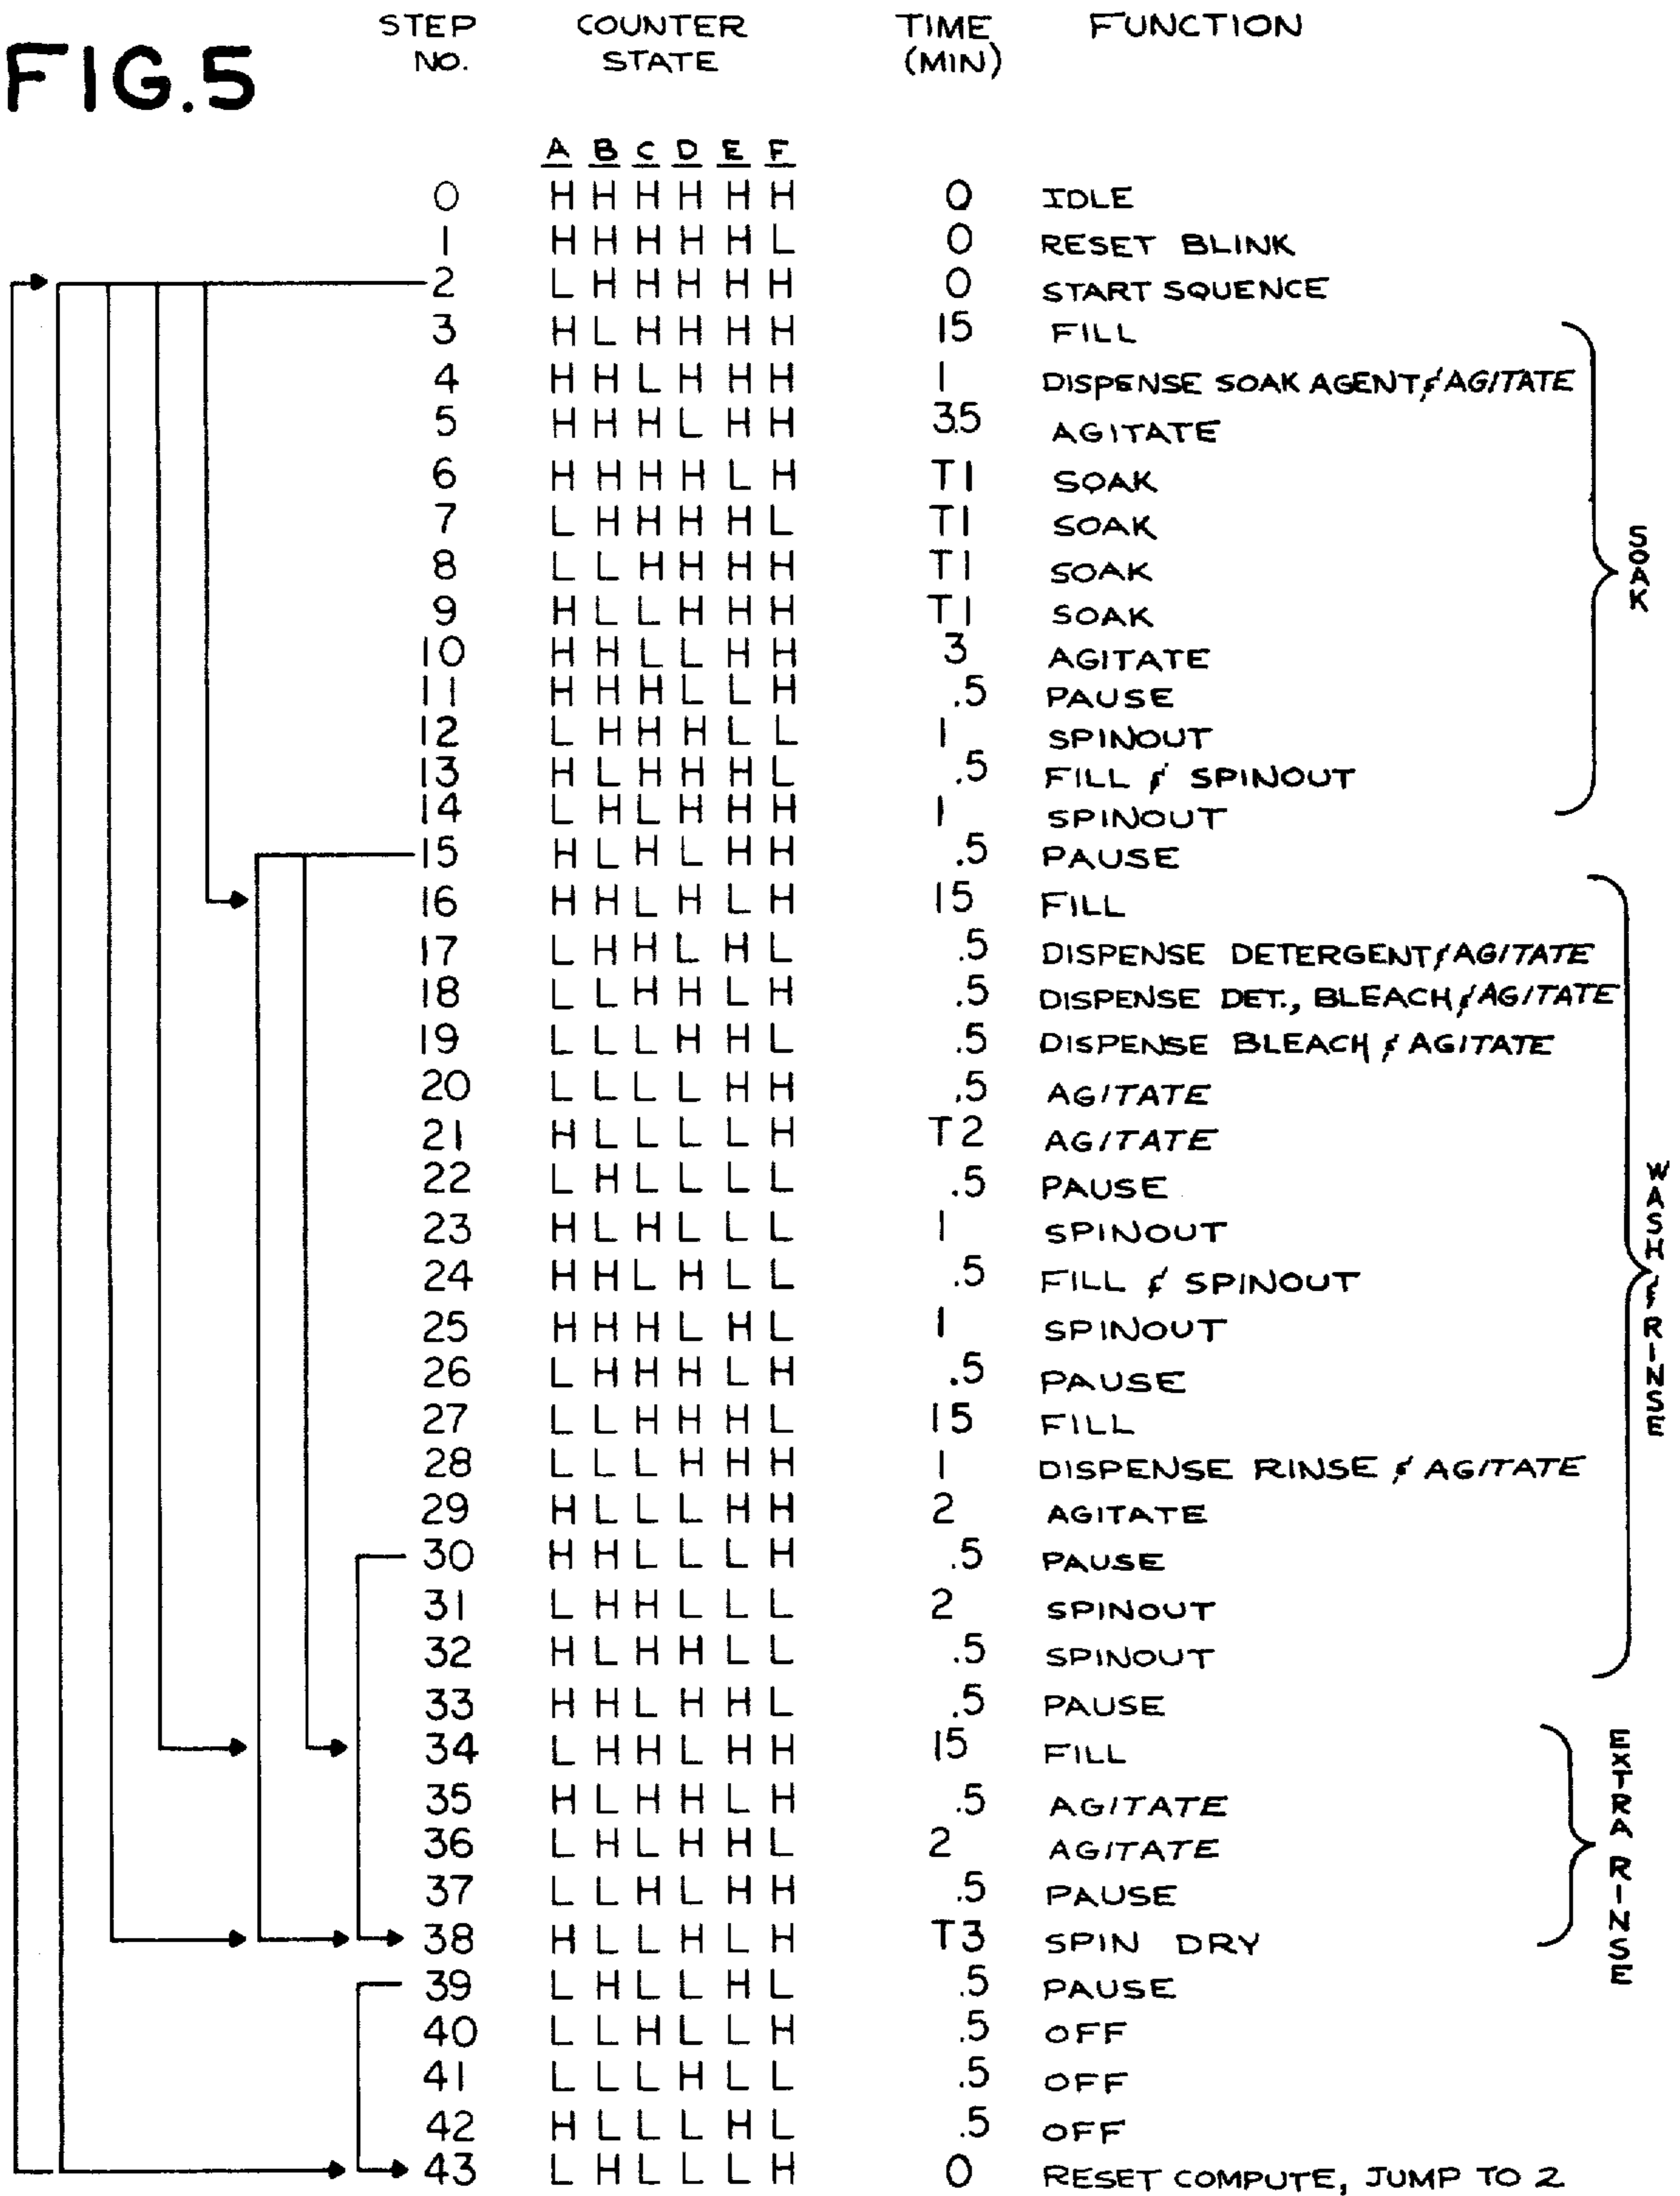 FIG.5
STEP NO. COUNTER STATE TIME (MIN) FUNCTION
A B C D E F
0 H H H H H H 0 IDLE
1 H H H H H L 0 RESET BLINK
2 L H H H H H 0 START SQUENCE
3 H L H H H H 15 FILL
4 H H L H H H 1 DISPENSE SOAK AGENT & AGITATE
5 H H H L H H 3.5 AGITATE
6 H H H H L H T1 SOAK
7 L H H H H L T1 SOAK
8 L L H H H H T1 SOAK
9 H L L H H H T1 SOAK
10 H H L L H H 3 AGITATE
11 H H H L L H .5 PAUSE
12 L H H H L L 1 SPINOUT
13 H L H H H L .5 FILL & SPINOUT
14 L H L H H H 1 SPINOUT
SOAK
15 H L H L H H .5 PAUSE
16 H H L H L H 15 FILL
17 L H H L H L .5 DISPENSE DETERGENT & AGITATE
18 L L H H L H .5 DISPENSE DET., BLEACH & AGITATE
19 L L L H H L .5 DISPENSE BLEACH & AGITATE
20 L L L L H H .5 AGITATE
21 H L L L L H T2 AGITATE
22 L H L L L L .5 PAUSE
23 H L H L L L 1 SPINOUT
24 H H L H L L .5 FILL & SPINOUT
25 H H H L H L 1 SPINOUT
26 L H H H L H .5 PAUSE
27 L L H H H L 15 FILL
28 L L L H H H 1 DISPENSE RINSE & AGITATE
29 H L L L H H 2 AGITATE
30 H H L L L H .5 PAUSE
31 L H H L L L 2 SPINOUT
32 H L H H L L .5 SPINOUT
WASH & RINSE
33 H H L H H L .5 PAUSE
34 L H H L H H 15 FILL
35 H L H H L H .5 AGITATE
36 L H L H H L 2 AGITATE
37 L L H L H H .5 PAUSE
38 H L L H L H T3 SPIN DRY
EXTRA RINSE
39 L H L L H L .5 PAUSE
40 L L H L L H .5 OFF
41 L L L H L L .5 OFF
42 H L L L H L .5 OFF
43 L H L L L H 0 RESET COMPUTE, JUMP TO 2